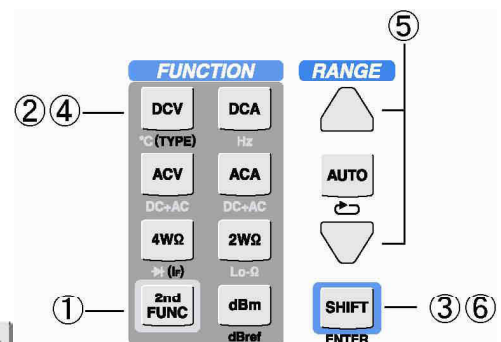 ⑤
FUNCTION RANGE
②④ DCV DCA
°C (TYPE) Hz
ACV ACA AUTO
DC+AC DC+AC
4WΩ 2WΩ
(Ir) Lo-Ω
① 2nd FUNC dBm SHIFT ③⑥
dBref ENTER